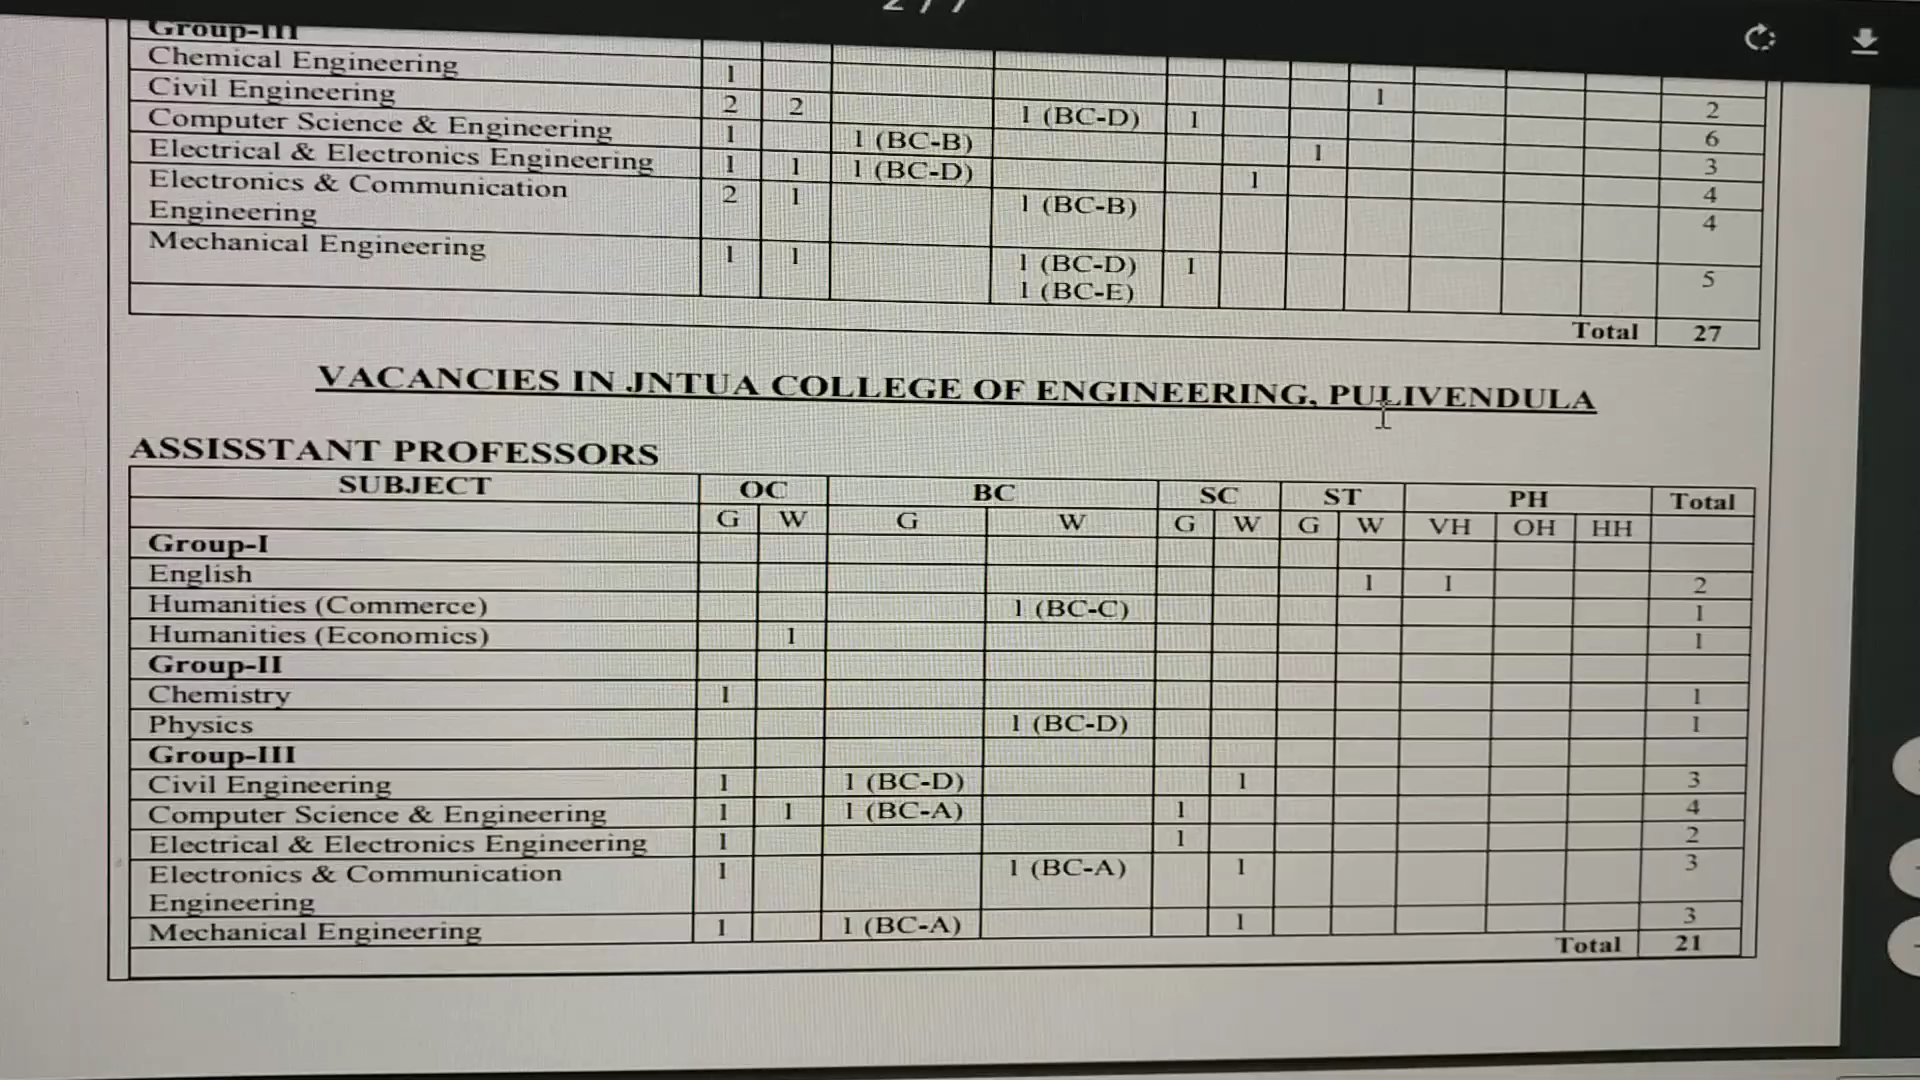 Group-III
Chemical Engineering 1 1 2
Civil Engineering 2 2 1 (BC-D) 1 6
Computer Science & Engineering 1 1 (BC-B) 1 3
Electrical & Electronics Engineering 1 1 1 (BC-D) 1 4
Electronics & Communication 2 1 1 (BC-B) 4
Engineering
Mechanical Engineering 1 1 1 (BC-D) 1 5
1 (BC-E)
Total 27
VACANCIES IN JNTUA COLLEGE OF ENGINEERING, PULIVENDULA
ASSISSTANT PROFESSORS
SUBJECT OC BC SC ST PH Total
G W G W G W G W VH OH HH
Group-I
English 1 1 2
Humanities (Commerce) 1 (BC-C) 1
Humanities (Economics) 1 1
Group-II
Chemistry 1 1
Physics 1 (BC-D) 1
Group-III
Civil Engineering 1 1 (BC-D) 1 3
Computer Science & Engineering 1 1 1 (BC-A) 1 4
Electrical & Electronics Engineering 1 1 2
Electronics & Communication 1 1 (BC-A) 1 3
Engineering
Mechanical Engineering 1 1 (BC-A) 1 3
Total 21